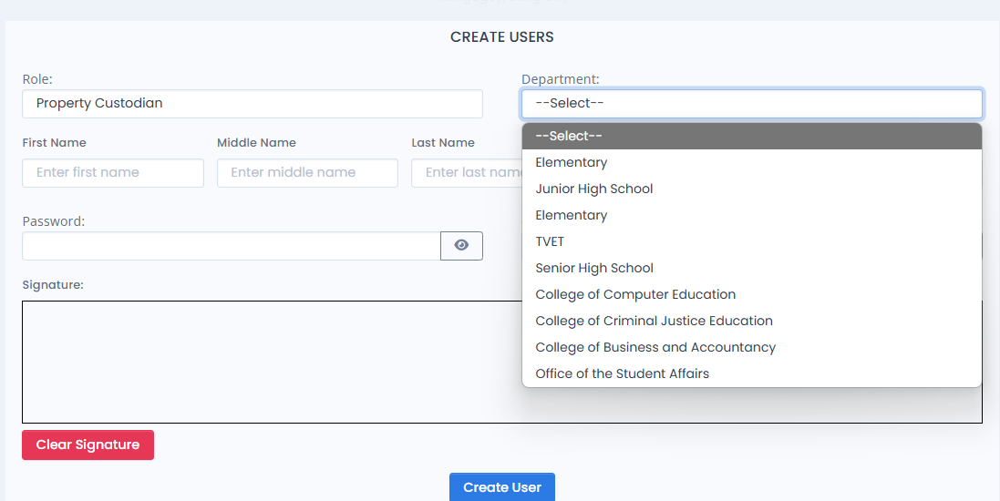 CREATE USERS
Role:
Property Custodian
Department:
--Select--
--Select--
Elementary
Junior High School
Elementary
TVET
Senior High School
College of Computer Education
College of Criminal Justice Education
College of Business and Accountancy
Office of the Student Affairs
First Name
Middle Name
Last Name
Enter first name
Enter middle name
Enter last nam
Password:
Signature:
Clear Signature
Create User